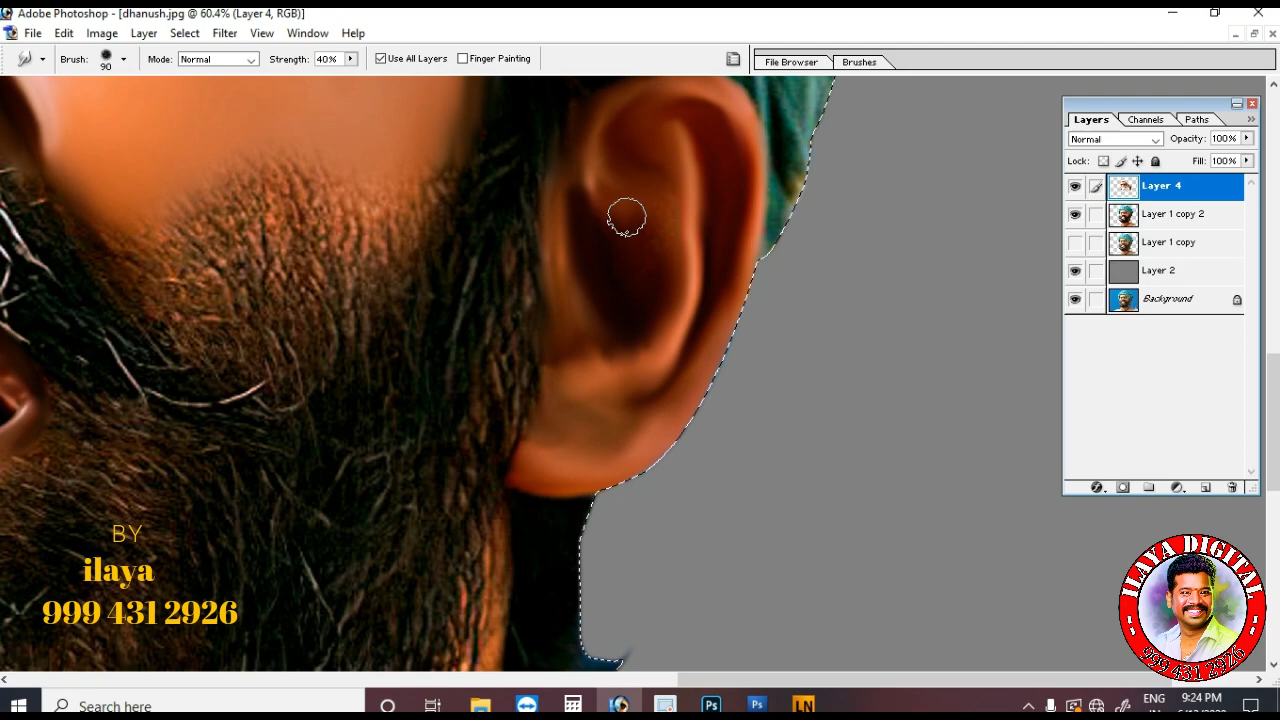 Adobe Photoshop - [dhanush.jpg @ 60.4% (Layer 4, RGB)]
File Edit Image Layer Select Filter View Window Help
Brush: 90 Mode: Normal Strength: 40% Use All Layers Finger Painting File Browser Brushes
Layers Channels Paths
Normal Opacity: 100%
Lock: Fill: 100%
Layer 4
Layer 1 copy 2
Layer 1 copy
Layer 2
Background
BY
ilaya
999 431 2926
ILAYA DIGITAL
999 431 2926
Search here
Ps Ps LN
ENG
9:24 PM